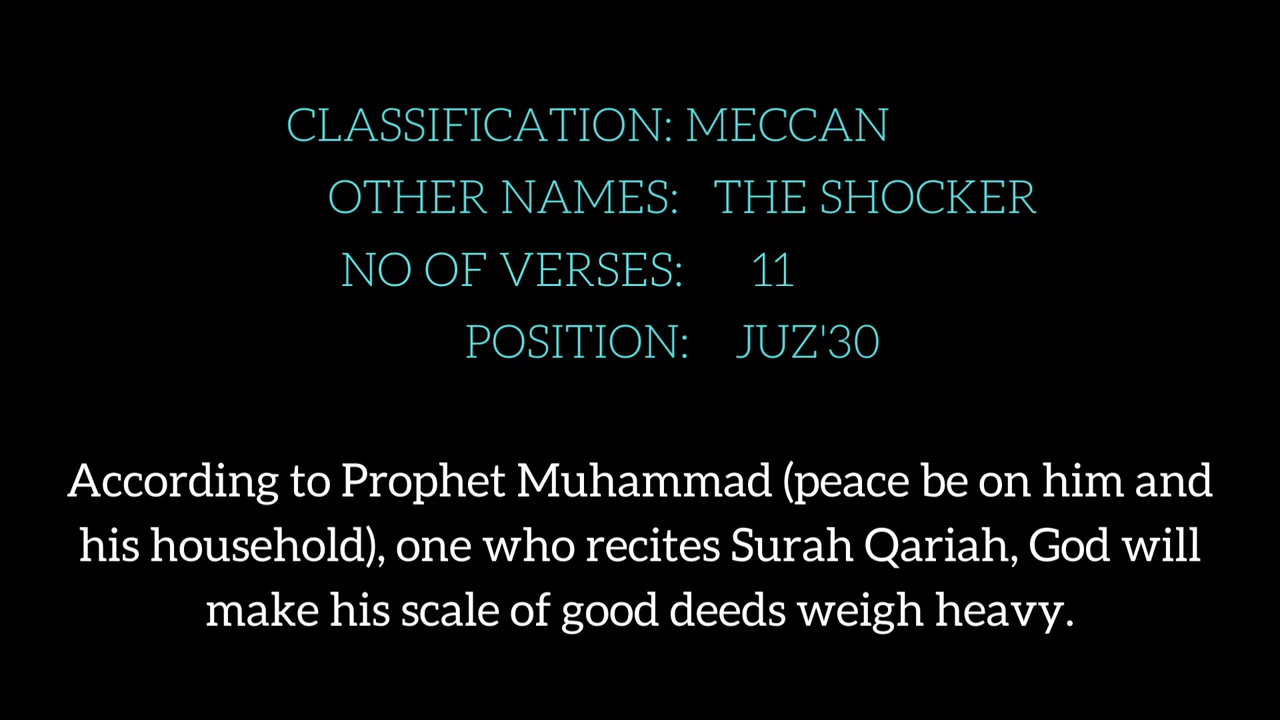 CLASSIFICATION: MECCAN
OTHER NAMES: THE SHOCKER
NO OF VERSES: 11
POSITION: JUZ'30
According to Prophet Muhammad (peace be on him and
his household), one who recites Surah Qariah, God will
make his scale of good deeds weigh heavy.